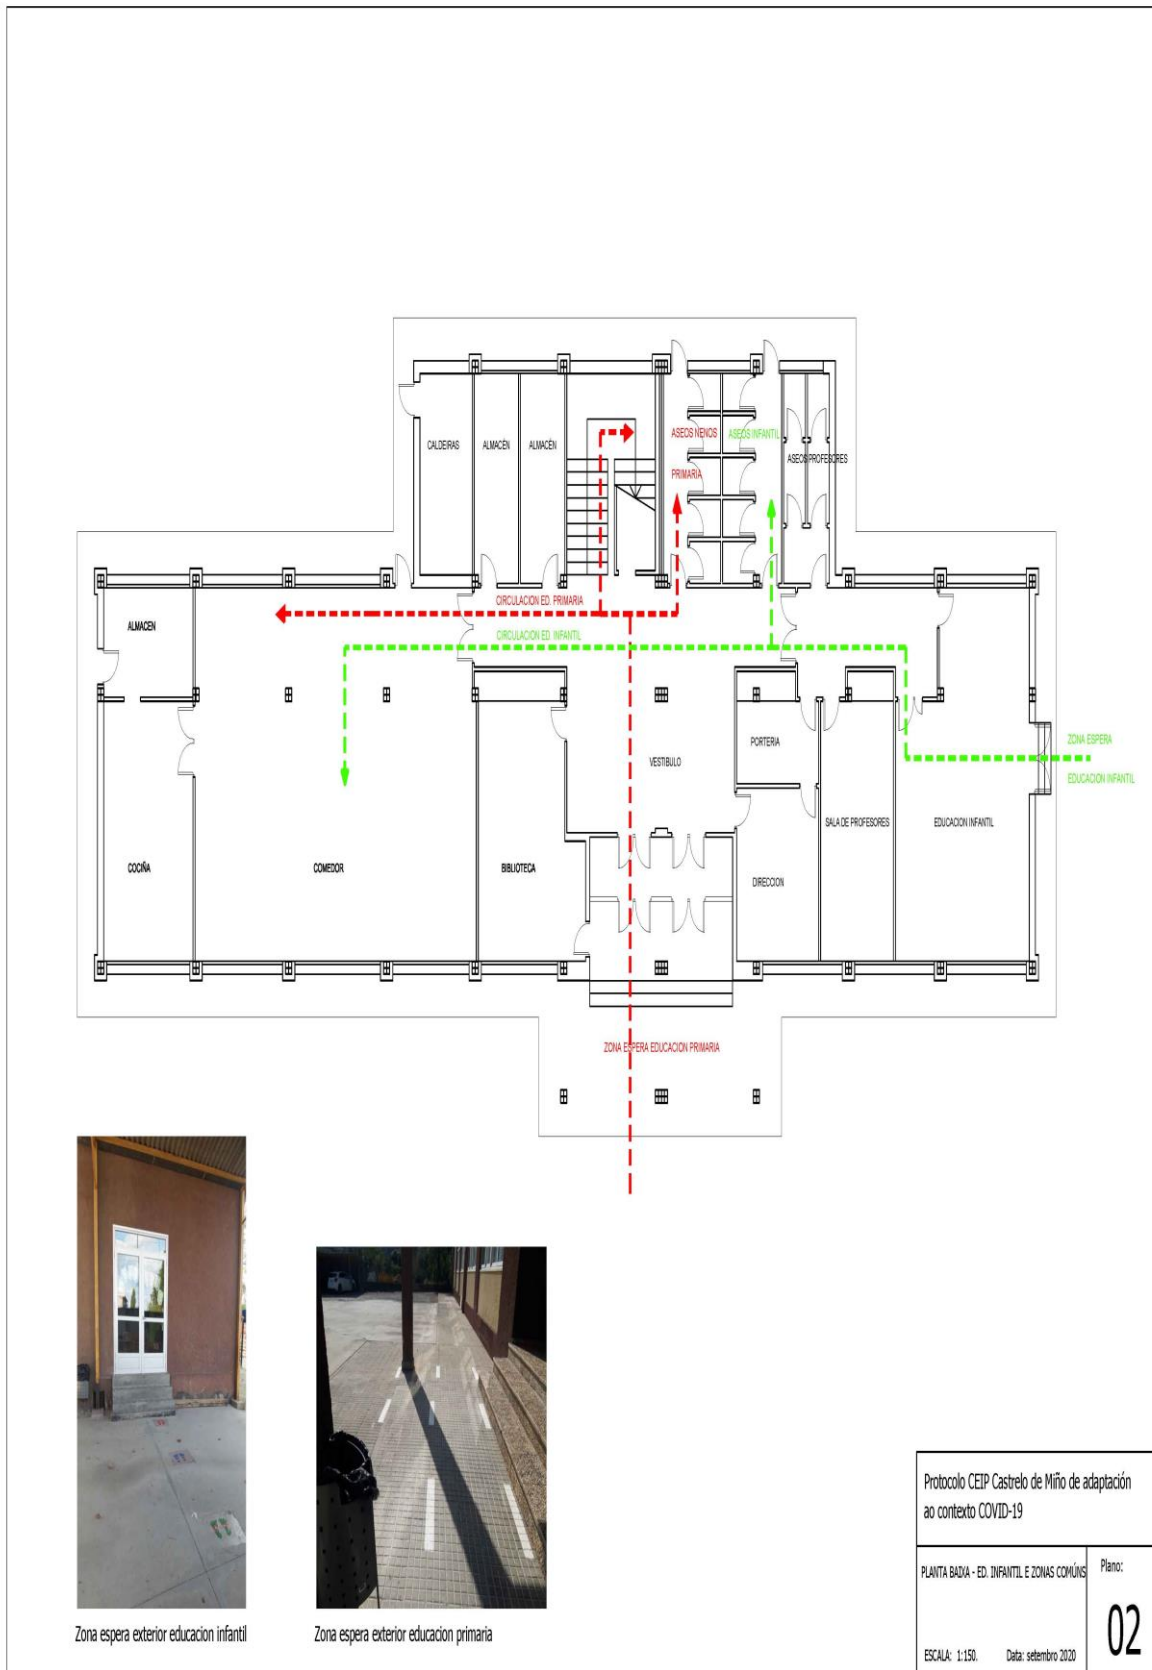 CALDEIRAS
ALMACÉN
ALMACÉN
ASEOS NENOS
PRIMARIA
ASEOS INFANTIL
ASEOS PROFESORES
CIRCULACION ED. PRIMARIA
CIRCULACION ED. INFANTIL
ALMACEN
VESTIBULO
PORTERIA
ZONA ESPERA
EDUCACION INFANTIL
SALA DE PROFESORES
EDUCACION INFANTIL
COCIÑA
COMEDOR
BIBLIOTECA
DIRECCION
ZONA ESPERA EDUCACION PRIMARIA
Zona espera exterior educacion infantil
Zona espera exterior educacion primaria
Protocolo CEIP Castrelo de Miño de adaptación
ao contexto COVID-19
PLANTA BAIXA - ED. INFANTIL E ZONAS COMÚNS
Plano:
02
ESCALA: 1:150.
Data: setembro 2020